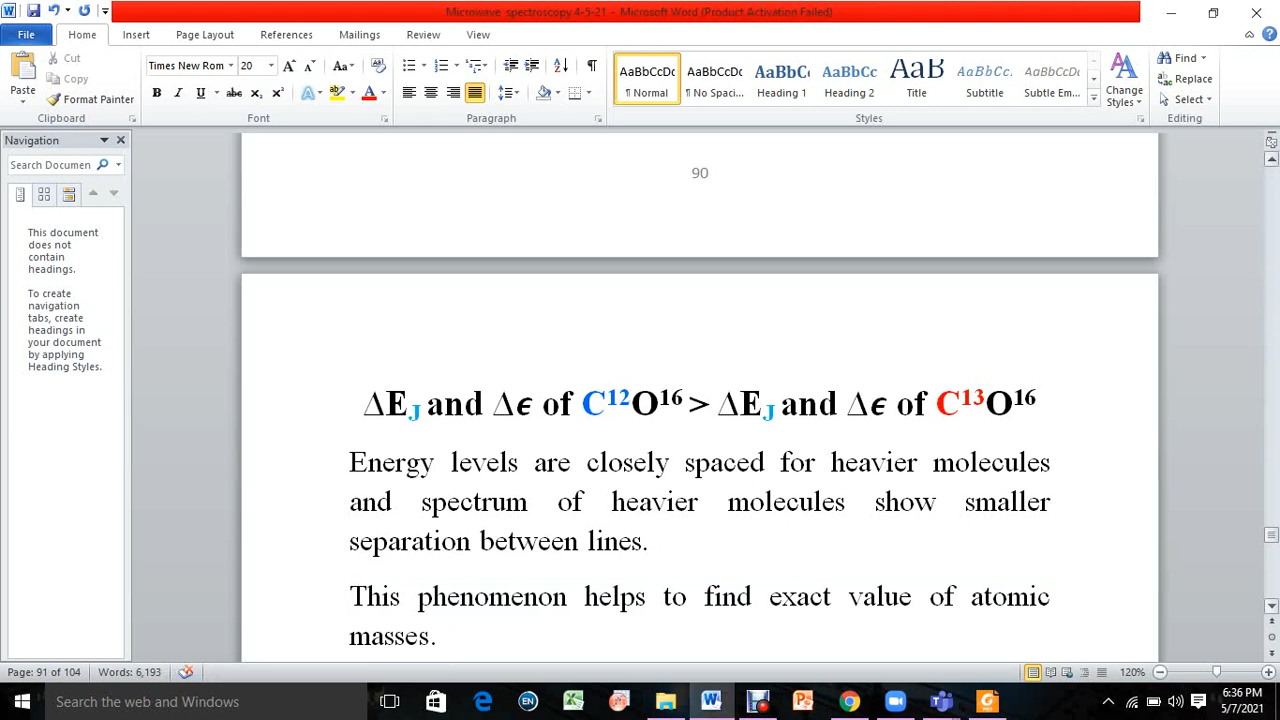 Microwave spectroscopy 4-5-21 - Microsoft Word (Product Activation Failed)
File Home Insert Page Layout References Mailings Review View
Paste
Cut
Copy
Format Painter
Clipboard
Times New Rom 20
Font
Paragraph
AaBbCcDc AaBbCcDc AaBbC AaBbCc AaB AaBbCcL AaBbCcDc
¶ Normal ¶ No Spaci... Heading 1 Heading 2 Title Subtitle Subtle Em...
Change Styles
Styles
Find
Replace
Select
Editing
Navigation
Search Documen
This document
does not
contain
headings.
To create
navigation
tabs, create
headings in
your document
by applying
Heading Styles.
90
ΔE_J and Δϵ of C¹²O¹⁶ > ΔE_J and Δϵ of C¹³O¹⁶
Energy levels are closely spaced for heavier molecules
and spectrum of heavier molecules show smaller
separation between lines.
This phenomenon helps to find exact value of atomic
masses.
Page: 91 of 104 Words: 6,193 120%
Search the web and Windows
6:36 PM
5/7/2021